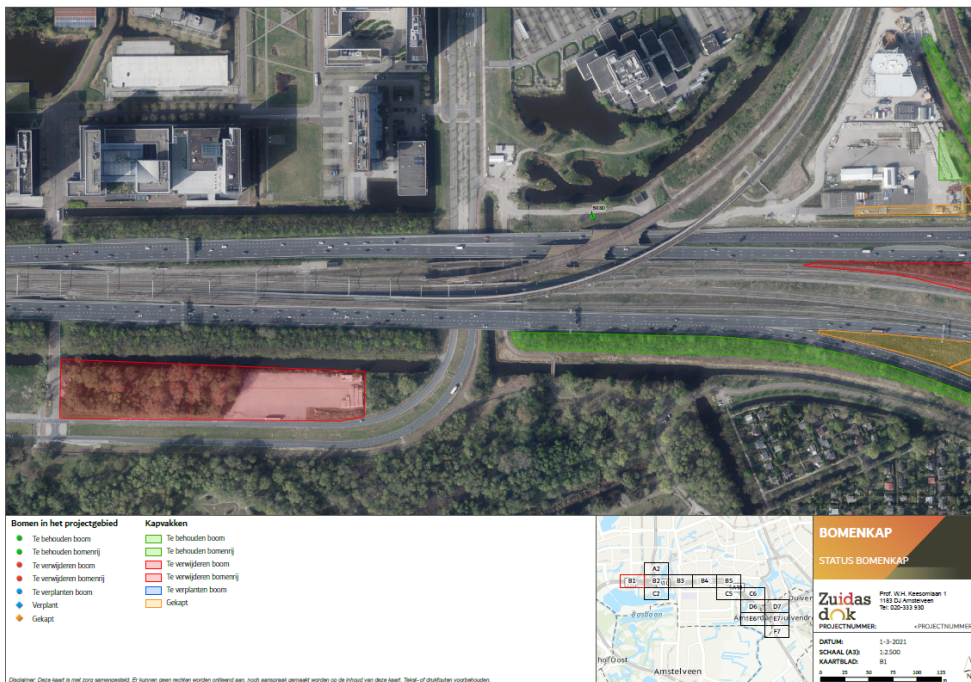 Bomen in het projectgebied
Te behouden boom
Te behouden bomenrij
Te verwijderen boom
Te verwijderen bomenrij
Te verplanten boom
Verplant
Gekapt
Kapvakken
Te behouden boom
Te behouden bomenrij
Te verwijderen boom
Te verwijderen bomenrij
Te verplanten boom
Gekapt
Disclaimer: Deze kaart is met zorg samengesteld. Er kunnen geen rechten worden ontleend aan, noch aanspraak gemaakt worden op de inhoud van deze kaart. Tekst- of drukfouten voorbehouden.
A2
B1 B2 B3 B4 B5
C2 C5 C6
D6 D7
E6 E7
F7
Amstelveen
BOMENKAP
STATUS BOMENKAP
Zuidas
dok
Prof. W.H. Keesomlaan 1
1183 DJ Amstelveen
Tel: 020-333 930
PROJECTNUMMER: <PROJECTNUMMER
DATUM: 1-3-2021
SCHAAL (A3): 1:2.500
KAARTBLAD: B1
0 25 50 75 100 125
m
N